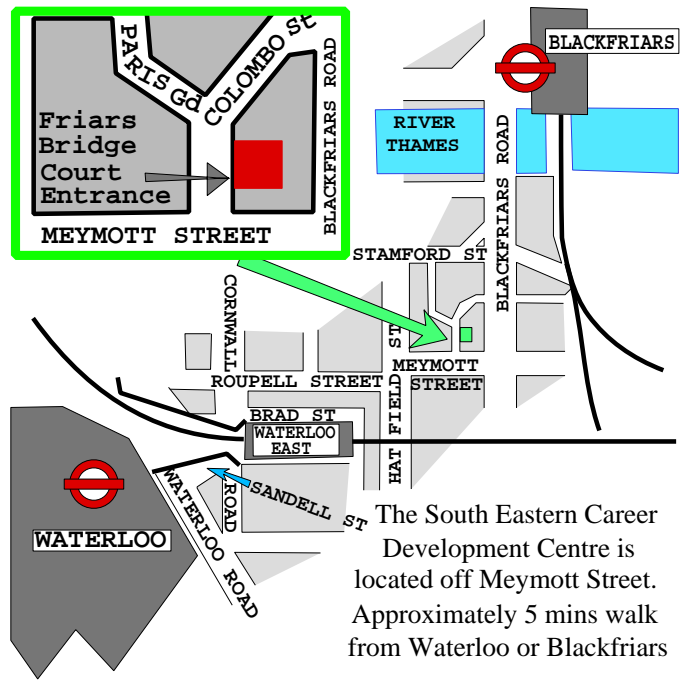 PARIS Gd
COLOMBO St
BLACKFRIARS ROAD
Friars
Bridge
Court
Entrance
MEYMOTT STREET
BLACKFRIARS
RIVER
THAMES
BLACKFRIARS ROAD
STAMFORD ST
CORNWALL
ROAD
HAT FIELD ST
MEYMOTT
STREET
ROUPELL STREET
BRAD ST
WATERLOO
EAST
SANDELL ST
WATERLOO ROAD
WATERLOO
The South Eastern Career
Development Centre is
located off Meymott Street.
Approximately 5 mins walk
from Waterloo or Blackfriars